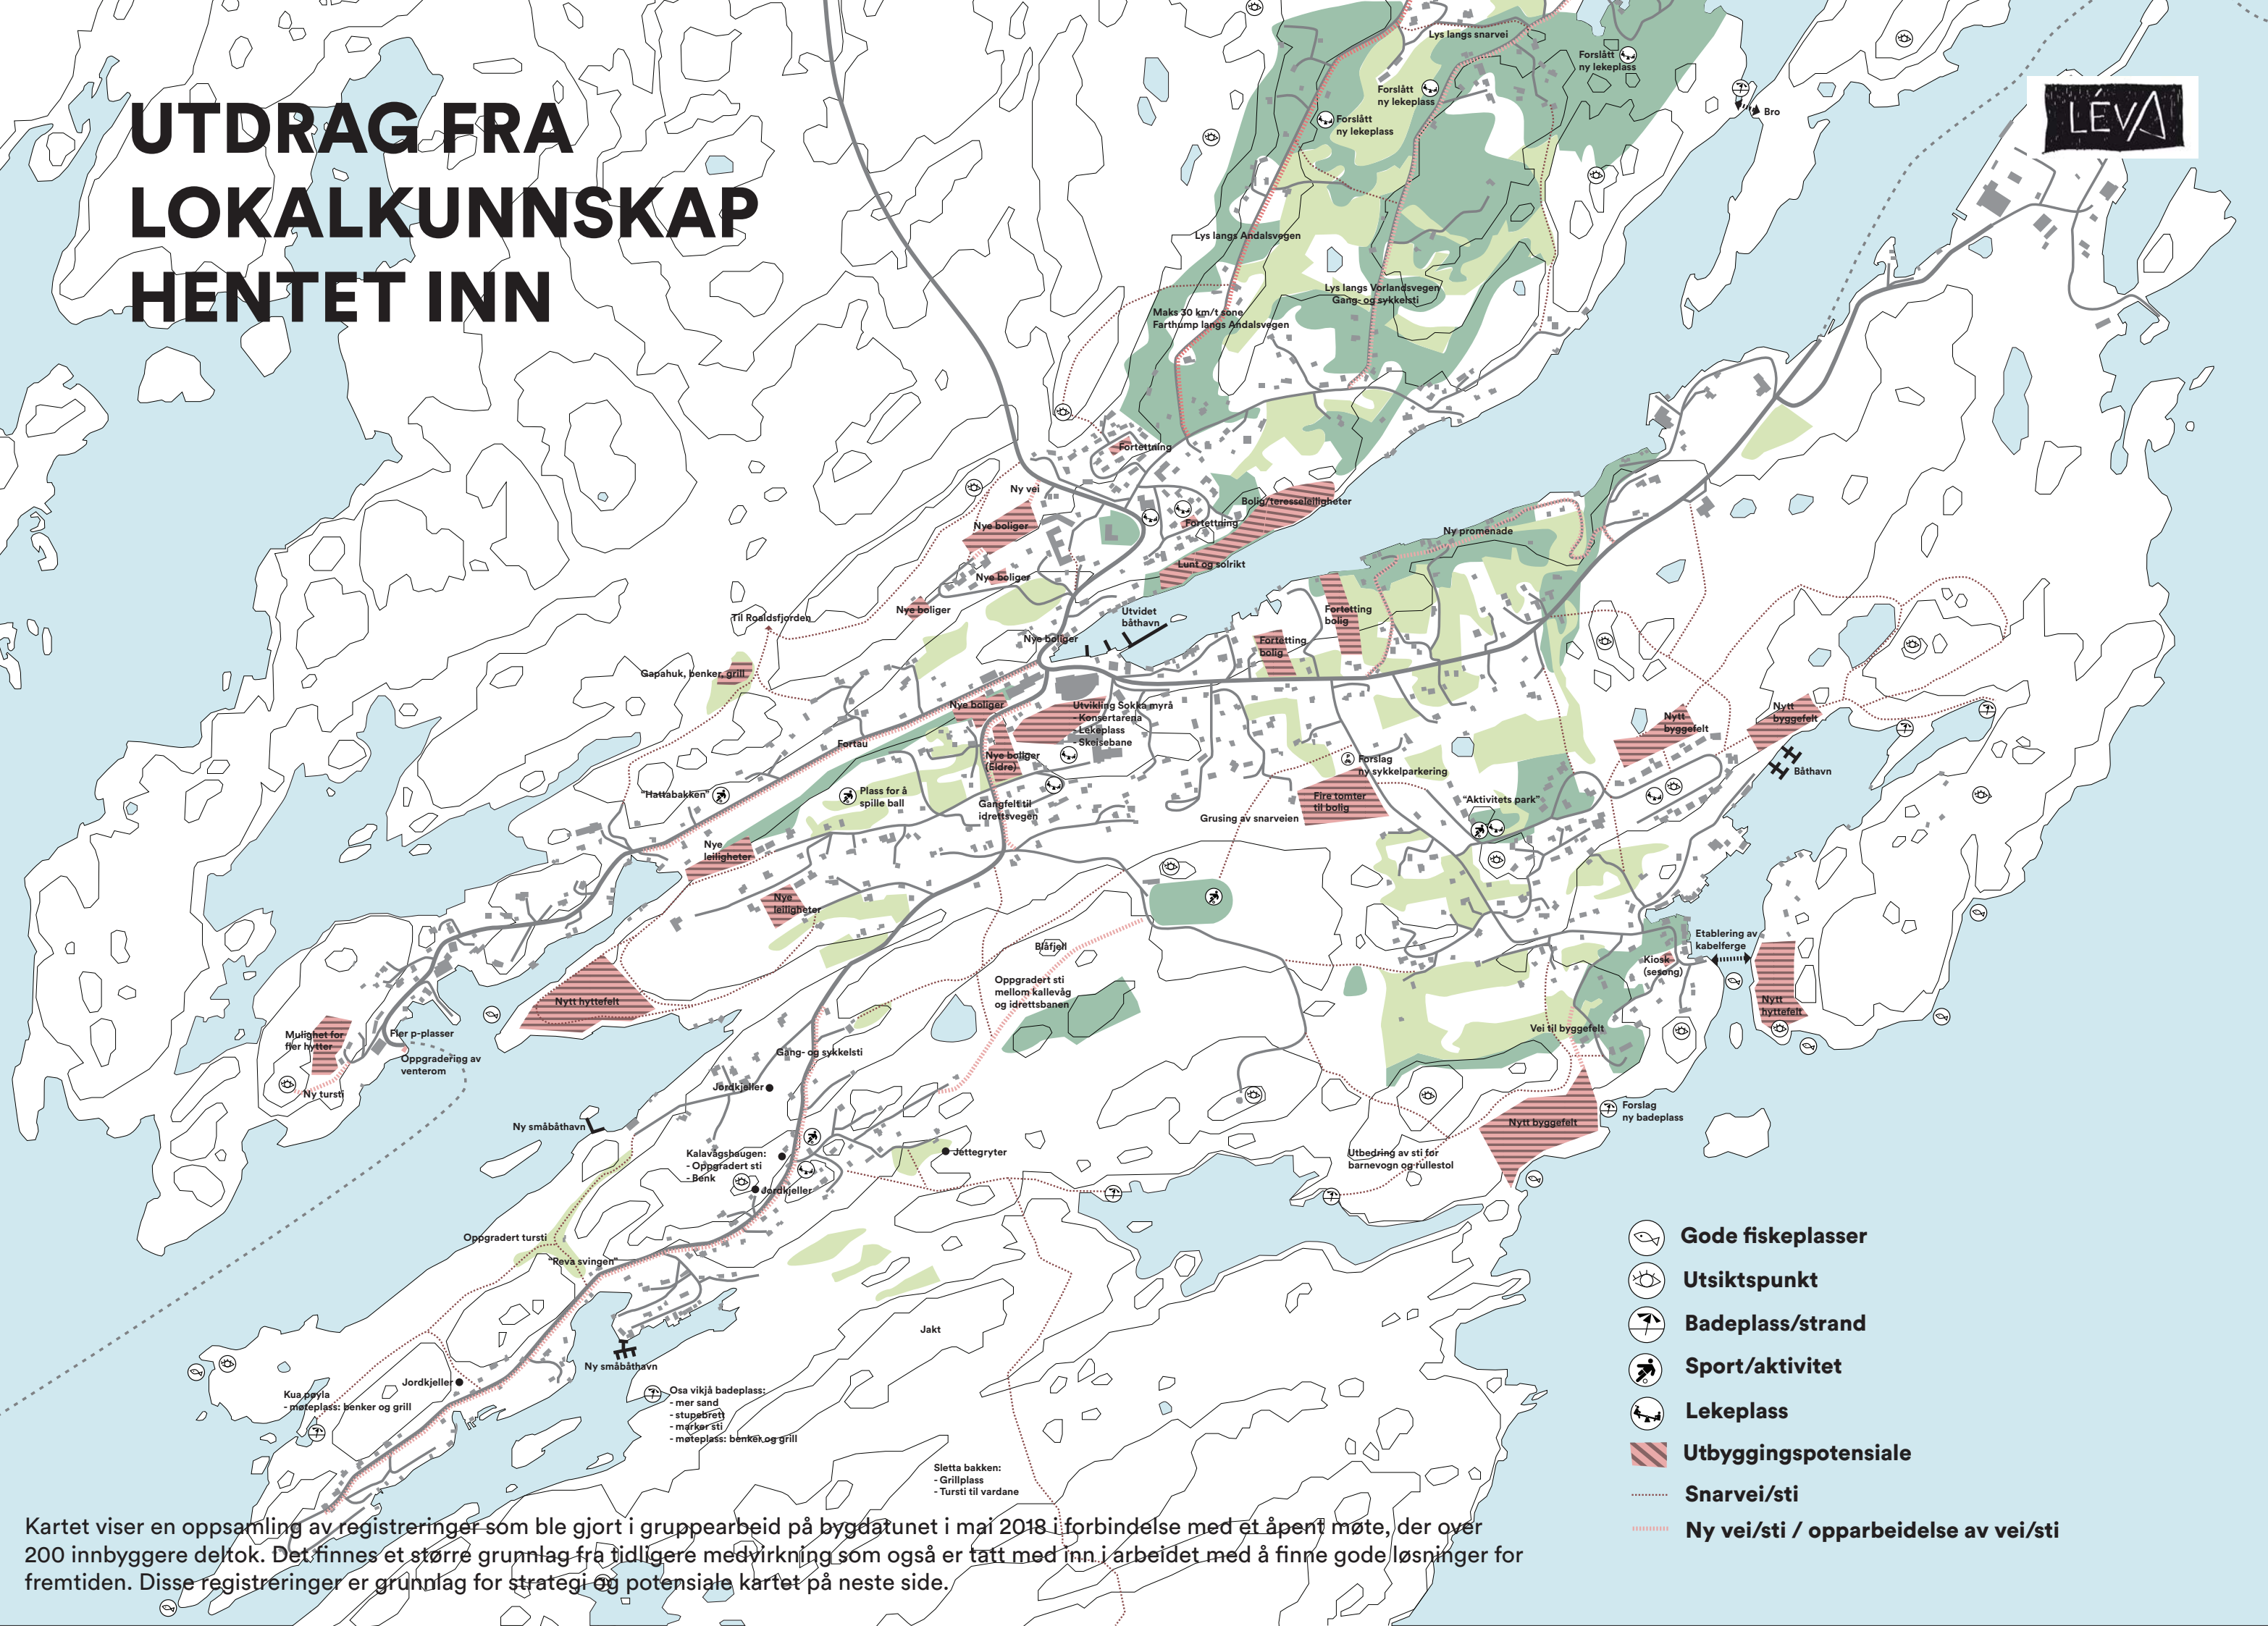 UTDRAG FRA
LOKALKUNNSKAP
HENTET INN
LÉVA
Lys langs snarvei
Forslått
ny lekeplass
Forslått
ny lekeplass
Forslått
ny lekeplass
Bro
Lys langs Andalsvegen
Lys langs Vorlandsvegen
Gang- og sykkelsti
Maks 30 km/t sone
Farthump langs Andalsvegen
Fortettning
Ny vei
Nye boliger
Bolig/teresseleiligheter
Fortettning
Ny promenade
Lunt og solrikt
Nye boliger
Nye boliger
Til Roaldsfjorden
Utvidet
båthavn
Nye boliger
Fortetting
bolig
Fortetting
bolig
Gapahuk, benker, grill
Nye boliger
Utvikling Sokka myrå
- Konsertarena
- Lekeplass
- Skeisebane
Nytt
byggefelt
Nytt
byggefelt
Fortau
Nye boliger
(Eldre)
Forslag
ny sykkelparkering
Båthavn
"Hattabakken"
Plass for å
spille ball
Gangfelt til
idrettsvegen
Fire tomter
til bolig
"Aktivitets park"
Grusing av snarveien
Nye
leiligheter
Nye
leiligheter
Blåfjell
Etablering av
kabelferge
Kiosk
(sesong)
Oppgradert sti
mellom kallevåg
og idrettsbanen
Nytt hyttefelt
Nytt
hyttefelt
Mulighet for
fler hytter
Fler p-plasser
Oppgradering av
venterom
Ny tursti
Vei til byggefelt
Gang- og sykkelsti
Jordkjeller
Ny småbåthavn
Forslag
ny badeplass
Nytt byggefelt
Kalavågshaugen:
- Oppgradert sti
- Benk
Jettegryter
Utbedring av sti for
barnevogn og rullestol
Jordkjeller
Oppgradert tursti
"Reva svingen"
Jakt
Ny småbåthavn
Jordkjeller
Kua pøyla
- møteplass: benker og grill
Osa vikjå badeplass:
- mer sand
- stupebrett
- marker sti
- møteplass: benker og grill
Sletta bakken:
- Grillplass
- Tursti til vardane
Gode fiskeplasser
Utsiktspunkt
Badeplass/strand
Sport/aktivitet
Lekeplass
Utbyggingspotensiale
Snarvei/sti
Ny vei/sti / opparbeidelse av vei/sti
Kartet viser en oppsamling av registreringer som ble gjort i gruppearbeid på bygdatunet i mai 2018 i forbindelse med et åpent møte, der over
200 innbyggere deltok. Det finnes et større grunnlag fra tidligere medvirkning som også er tatt med inn i arbeidet med å finne gode løsninger for
fremtiden. Disse registreringer er grunnlag for strategi og potensiale kartet på neste side.